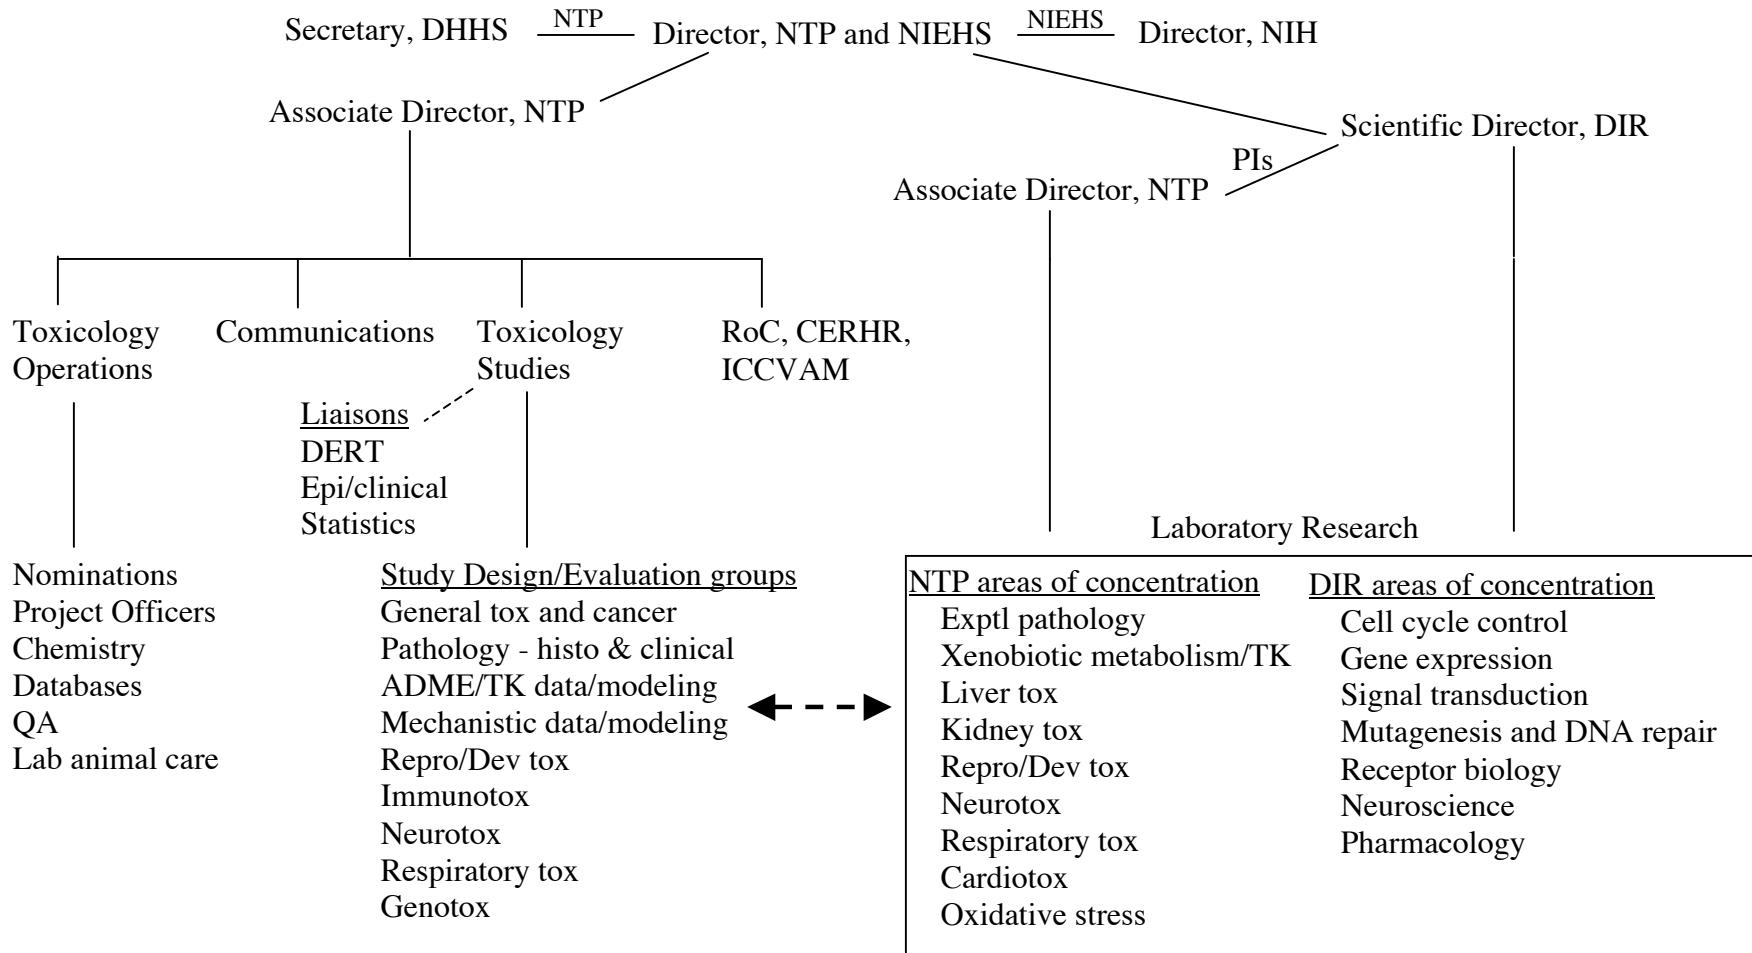 Secretary, DHHS
NTP
Director, NTP and NIEHS
NIEHS
Director, NIH
Associate Director, NTP
Scientific Director, DIR
PIs
Associate Director, NTP
Toxicology
Operations
Communications
Toxicology
Studies
RoC, CERHR,
ICCVAM
Liaisons
DERT
Epi/clinical
Statistics
Laboratory Research
Nominations
Project Officers
Chemistry
Databases
QA
Lab animal care
Study Design/Evaluation groups
General tox and cancer
Pathology - histo & clinical
ADME/TK data/modeling
Mechanistic data/modeling
Repro/Dev tox
Immunotox
Neurotox
Respiratory tox
Genotox
NTP areas of concentration
Exptl pathology
Xenobiotic metabolism/TK
Liver tox
Kidney tox
Repro/Dev tox
Neurotox
Respiratory tox
Cardiotox
Oxidative stress
DIR areas of concentration
Cell cycle control
Gene expression
Signal transduction
Mutagenesis and DNA repair
Receptor biology
Neuroscience
Pharmacology